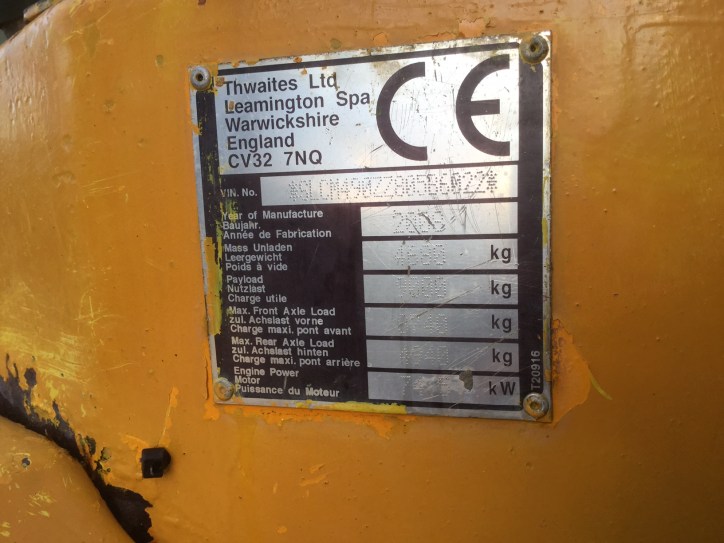 Thwaites Ltd
Leamington Spa
Warwickshire
England
CV32 7NQ
CE
VIN. No.
Year of Manufacture
Baujahr.
Année de Fabrication
Mass Unladen
Leergewicht kg
Poids à vide
Payload
Nutzlast kg
Charge utile
Max. Front Axle Load
zul. Achslast vorne kg
Charge maxi. pont avant
Max. Rear Axle Load
zul. Achslast hinten kg
Charge maxi. pont arrière
Engine Power
Motor kW
Puissance du Moteur
T20916